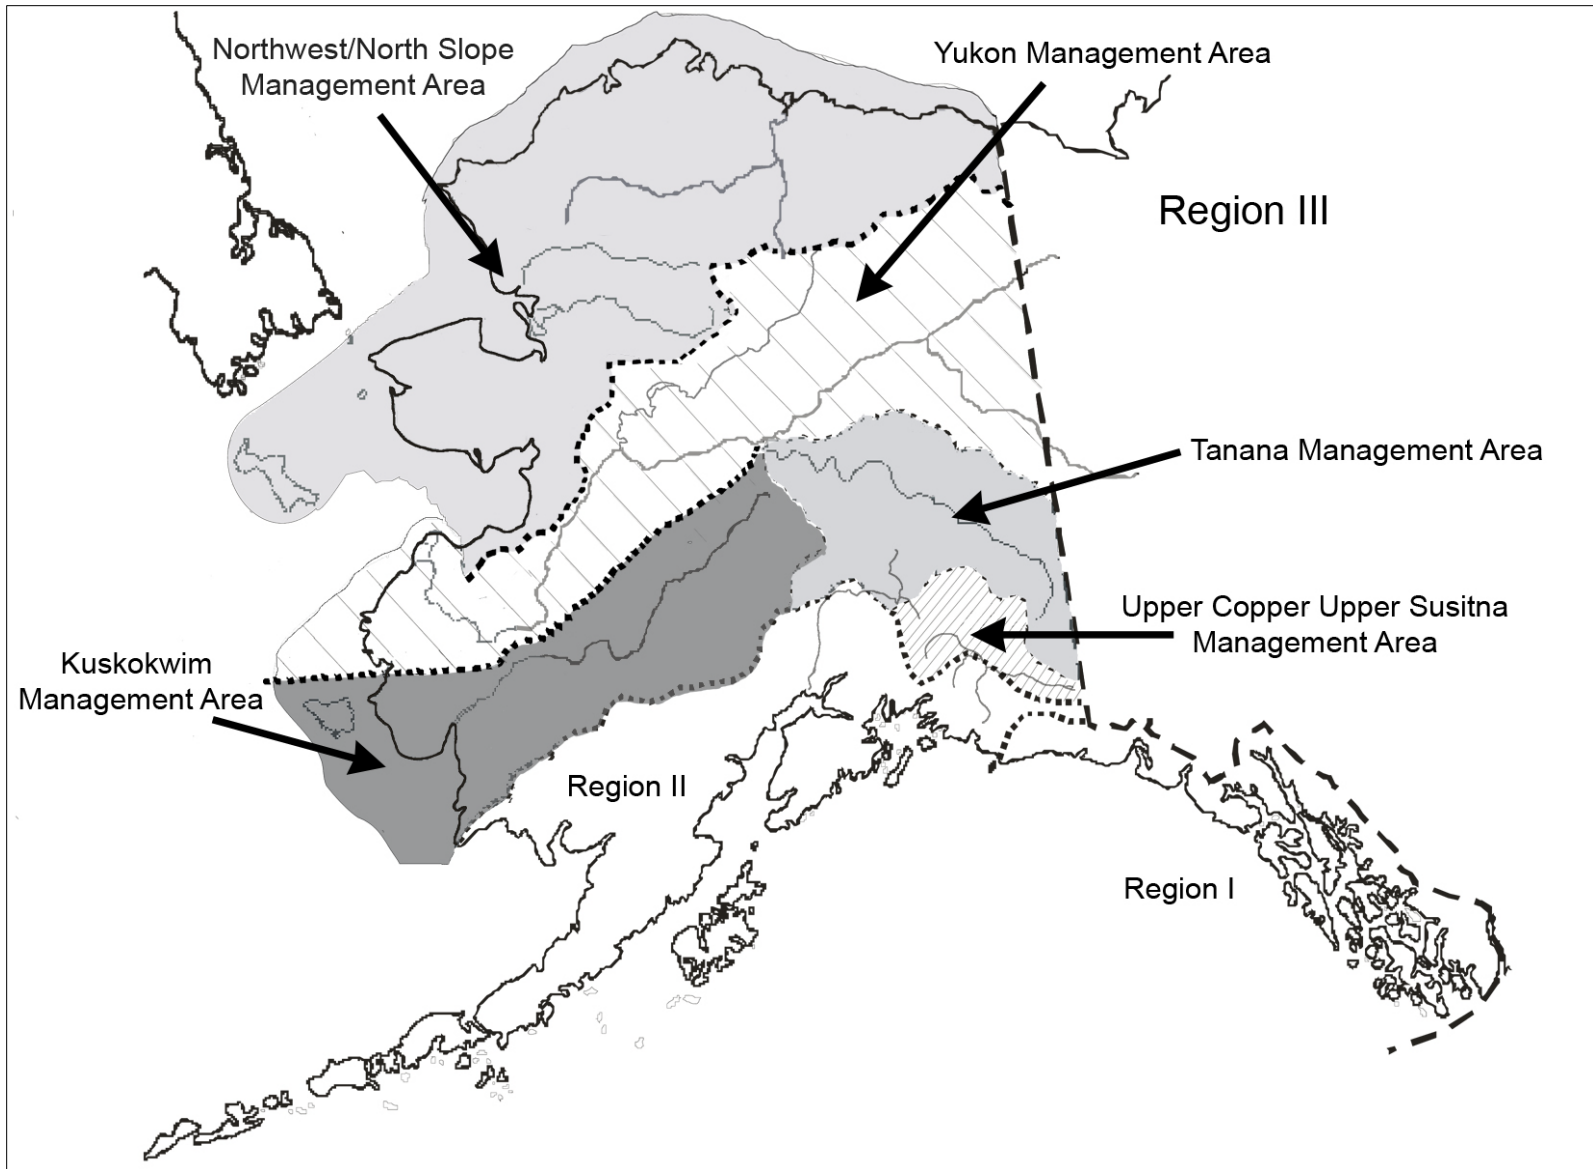 Northwest/North Slope
Management Area
Yukon Management Area
Region III
Tanana Management Area
Upper Copper Upper Susitna
Management Area
Kuskokwim
Management Area
Region II
Region I